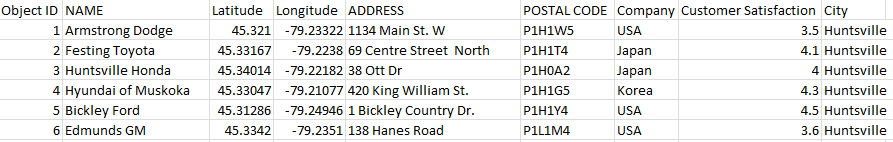 Object ID NAME Latitude Longitude ADDRESS POSTAL CODE Company Customer Satisfaction City
1 Armstrong Dodge 45.321 -79.23322 1134 Main St. W P1H1W5 USA 3.5 Huntsville
2 Festing Toyota 45.33167 -79.2238 69 Centre Street  North P1H1T4 Japan 4.1 Huntsville
3 Huntsville Honda 45.34014 -79.22182 38 Ott Dr P1H0A2 Japan 4 Huntsville
4 Hyundai of Muskoka 45.33047 -79.21077 420 King William St. P1H1G5 Korea 4.3 Huntsville
5 Bickley Ford 45.31286 -79.24946 1 Bickley Country Dr. P1H1Y4 USA 4.5 Huntsville
6 Edmunds GM 45.3342 -79.2351 138 Hanes Road P1L1M4 USA 3.6 Huntsville